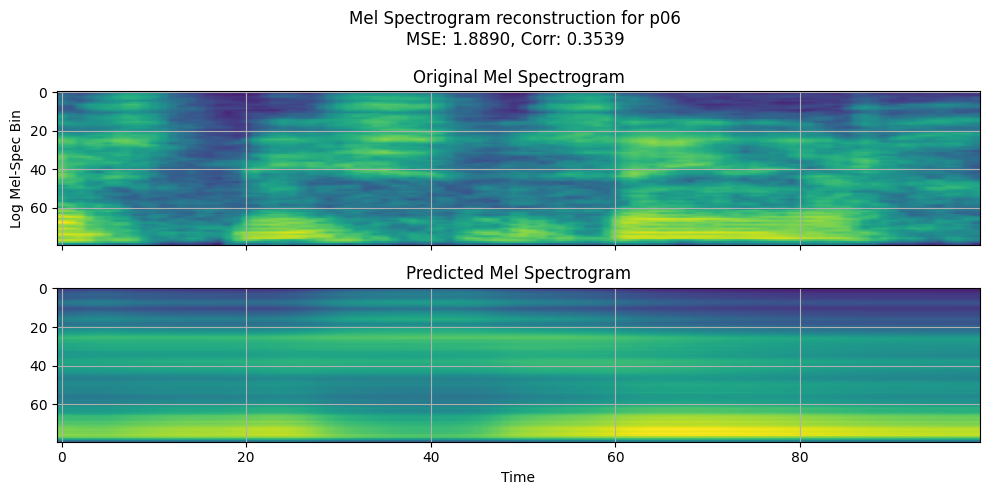 Mel Spectrogram reconstruction for p06
MSE: 1.8890, Corr: 0.3539
Original Mel Spectrogram
0
20
40
60
Log Mel-Spec Bin
Predicted Mel Spectrogram
0
20
40
60
0 20 40 60 80
Time